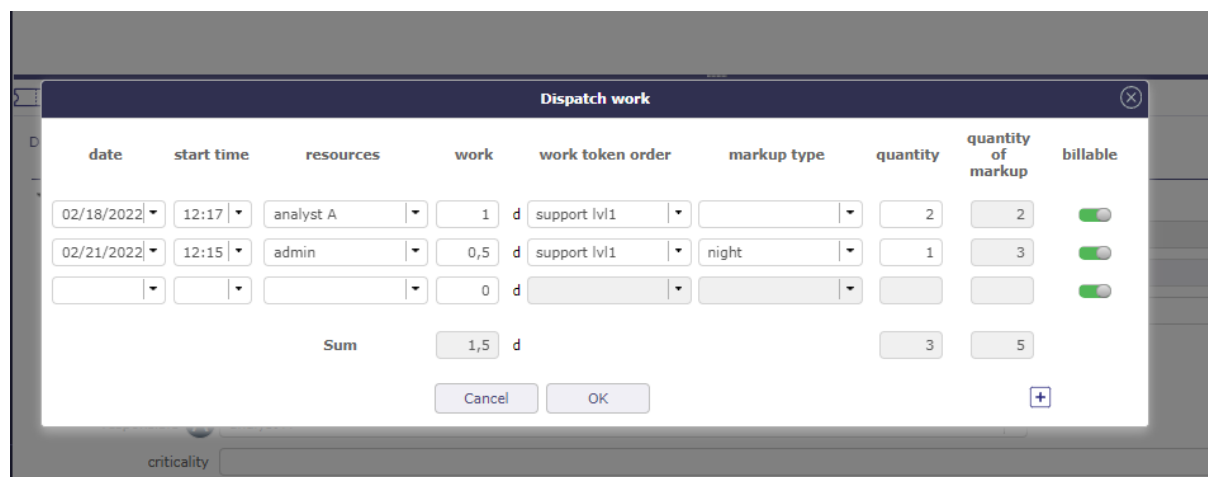 Dispatch work
D
date start time resources work work token order markup type quantity quantity of markup billable
02/18/2022 12:17 analyst A 1 d support lvl1 2 2
02/21/2022 12:15 admin 0,5 d support lvl1 night 1 3
0 d
Sum 1,5 d 3 5
Cancel OK +
criticality